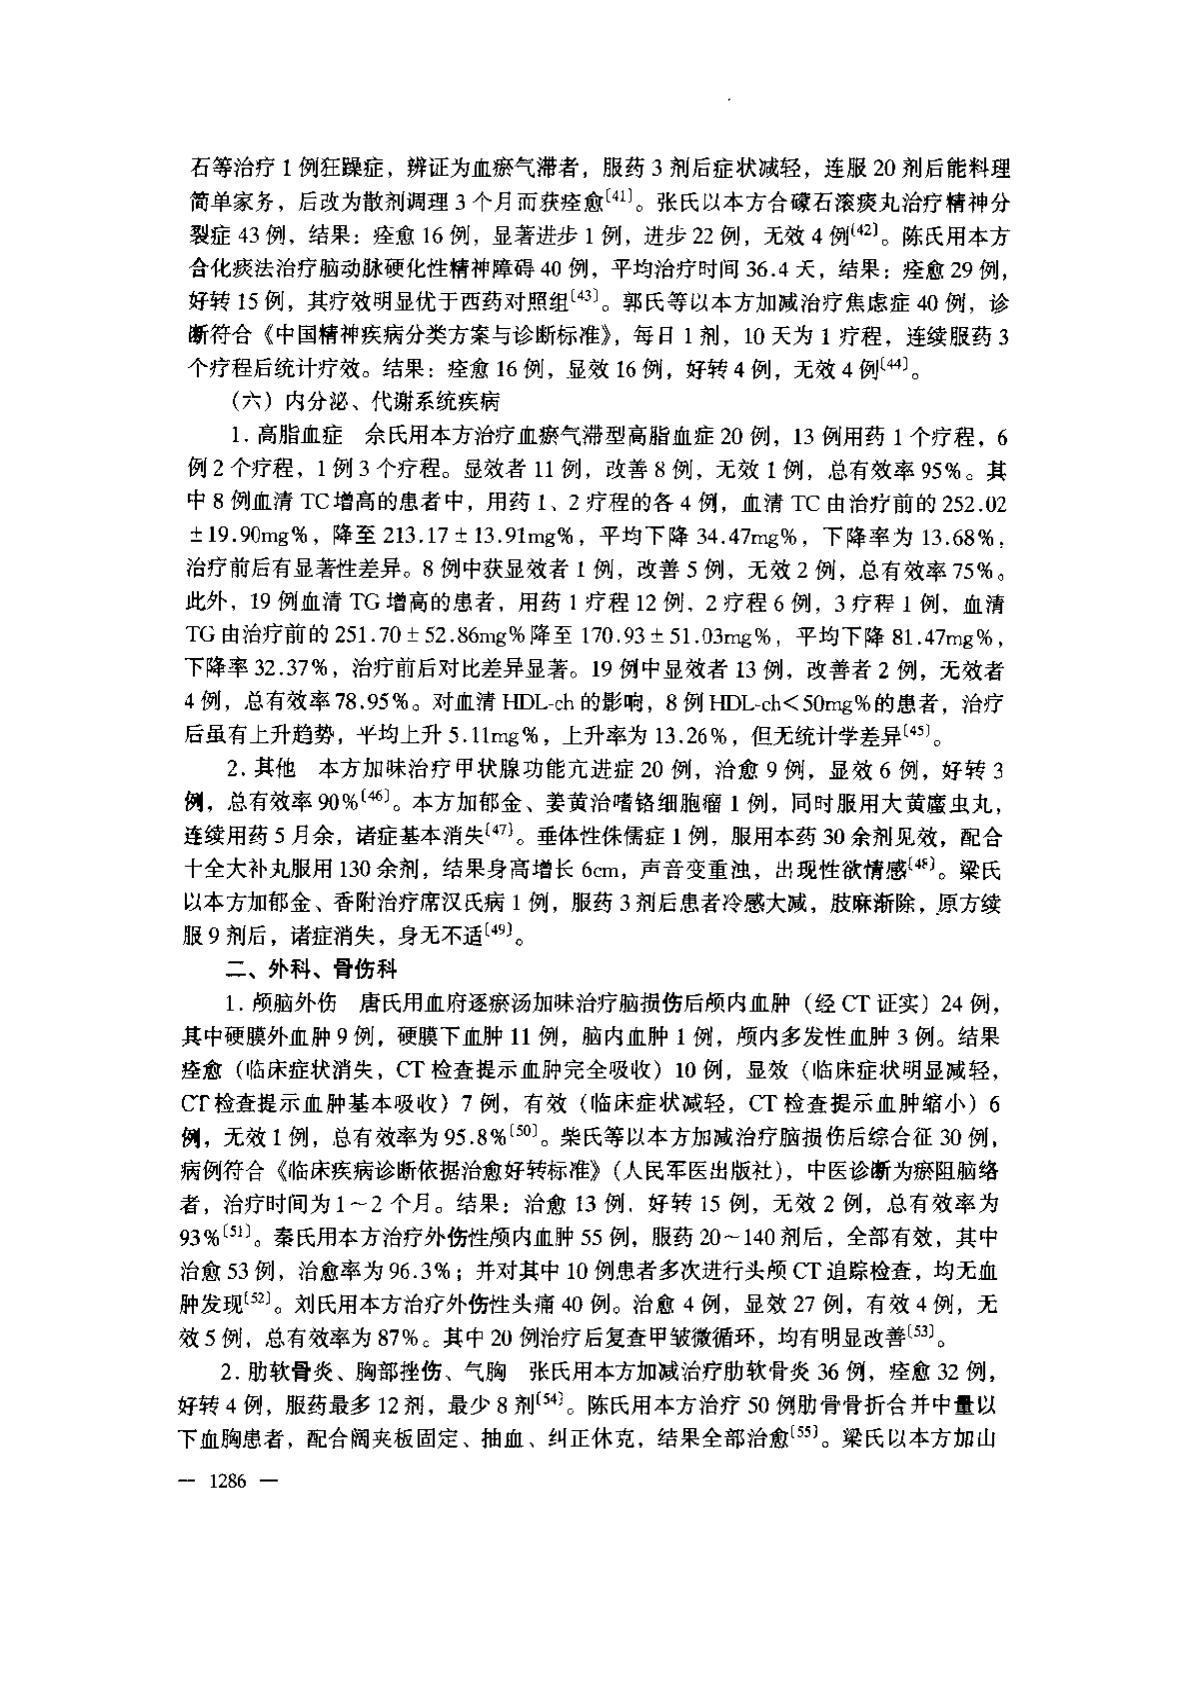 石等治疗 1 例狂躁症，辨证为血瘀气滞者，服药 3 剂后症状减轻，连服 20 剂后能料理
简单家务，后改为散剂调理 3 个月而获痊愈〔41〕。张氏以本方合礞石滚痰丸治疗精神分
裂症 43 例，结果：痊愈 16 例，显著进步 1 例，进步 22 例，无效 4 例〔42〕。陈氏用本方
合化痰法治疗脑动脉硬化性精神障碍 40 例，平均治疗时间 36.4 天，结果：痊愈 29 例，
好转 15 例，其疗效明显优于西药对照组〔43〕。郭氏等以本方加减治疗焦虑症 40 例，诊
断符合《中国精神疾病分类方案与诊断标准》，每日 1 剂，10 天为 1 疗程，连续服药 3
个疗程后统计疗效。结果：痊愈 16 例，显效 16 例，好转 4 例，无效 4 例〔44〕。
（六）内分泌、代谢系统疾病
1. 高脂血症　佘氏用本方治疗血瘀气滞型高脂血症 20 例，13 例用药 1 个疗程，6
例 2 个疗程，1 例 3 个疗程。显效者 11 例，改善 8 例，无效 1 例，总有效率 95%。其
中 8 例血清 TC 增高的患者中，用药 1、2 疗程的各 4 例，血清 TC 由治疗前的 252.02
±19.90mg%，降至 213.17±13.91mg%，平均下降 34.47mg%，下降率为 13.68%，
治疗前后有显著性差异。8 例中获显效者 1 例，改善 5 例，无效 2 例，总有效率 75%。
此外，19 例血清 TG 增高的患者，用药 1 疗程 12 例，2 疗程 6 例，3 疗程 1 例，血清
TG 由治疗前的 251.70±52.86mg% 降至 170.93±51.03mg%，平均下降 81.47mg%，
下降率 32.37%，治疗前后对比差异显著。19 例中显效者 13 例，改善者 2 例，无效者
4 例，总有效率 78.95%。对血清 HDL-ch 的影响，8 例 HDL-ch＜50mg%的患者，治疗
后虽有上升趋势，平均上升 5.11mg%，上升率为 13.26%，但无统计学差异〔45〕。
2. 其他　本方加味治疗甲状腺功能亢进症 20 例，治愈 9 例，显效 6 例，好转 3
例，总有效率 90%〔46〕。本方加郁金、姜黄治嗜铬细胞瘤 1 例，同时服用大黄䗪虫丸，
连续用药 5 月余，诸症基本消失〔47〕。垂体性侏儒症 1 例，服用本药 30 余剂见效，配合
十全大补丸服用 130 余剂，结果身高增长 6cm，声音变重浊，出现性欲情感〔48〕。梁氏
以本方加郁金、香附治疗席汉氏病 1 例，服药 3 剂后患者冷感大减，肢麻渐除，原方续
服 9 剂后，诸症消失，身无不适〔49〕。
二、外科、骨伤科
1. 颅脑外伤　唐氏用血府逐瘀汤加味治疗脑损伤后颅内血肿（经 CT 证实）24 例，
其中硬膜外血肿 9 例，硬膜下血肿 11 例，脑内血肿 1 例，颅内多发性血肿 3 例。结果
痊愈（临床症状消失，CT 检查提示血肿完全吸收）10 例，显效（临床症状明显减轻，
CT 检查提示血肿基本吸收）7 例，有效（临床症状减轻，CT 检查提示血肿缩小）6
例，无效 1 例，总有效率为 95.8%〔50〕。柴氏等以本方加减治疗脑损伤后综合征 30 例，
病例符合《临床疾病诊断依据治愈好转标准》（人民军医出版社），中医诊断为瘀阻脑络
者，治疗时间为 1～2 个月。结果：治愈 13 例，好转 15 例，无效 2 例，总有效率为
93%〔51〕。秦氏用本方治疗外伤性颅内血肿 55 例，服药 20～140 剂后，全部有效，其中
治愈 53 例，治愈率为 96.3%；并对其中 10 例患者多次进行头颅 CT 追踪检查，均无血
肿发现〔52〕。刘氏用本方治疗外伤性头痛 40 例。治愈 4 例，显效 27 例，有效 4 例，无
效 5 例，总有效率为 87%。其中 20 例治疗后复查甲皱微循环，均有明显改善〔53〕。
2. 肋软骨炎、胸部挫伤、气胸　张氏用本方加减治疗肋软骨炎 36 例，痊愈 32 例，
好转 4 例，服药最多 12 剂，最少 8 剂〔54〕。陈氏用本方治疗 50 例肋骨骨折合并中量以
下血胸患者，配合阔夹板固定、抽血、纠正休克，结果全部治愈〔55〕。梁氏以本方加山
— 1286 —